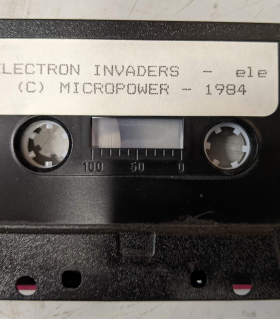 ELECTRON INVADERS - ele
(C) MICROPOWER - 1984
100 50 0